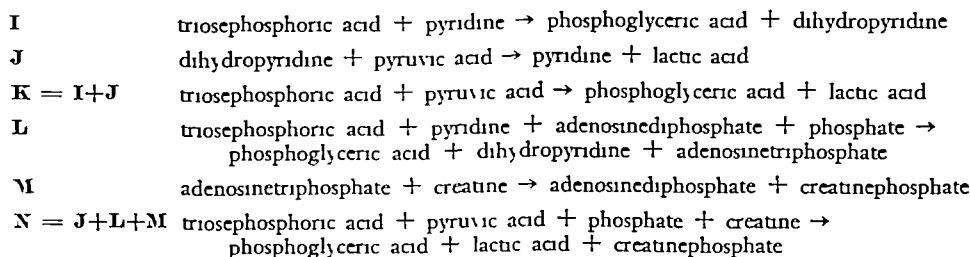 I triosephosphoric acid + pyridine → phosphoglyceric acid + dihydropyridine
J dihydropyridine + pyruvic acid → pyridine + lactic acid
K = I+J triosephosphoric acid + pyruvic acid → phosphoglyceric acid + lactic acid
L triosephosphoric acid + pyridine + adenosinediphosphate + phosphate →
phosphoglyceric acid + dihydropyridine + adenosinetriphosphate
M adenosinetriphosphate + creatine → adenosinediphosphate + creatinephosphate
N = J+L+M triosephosphoric acid + pyruvic acid + phosphate + creatine →
phosphoglyceric acid + lactic acid + creatinephosphate